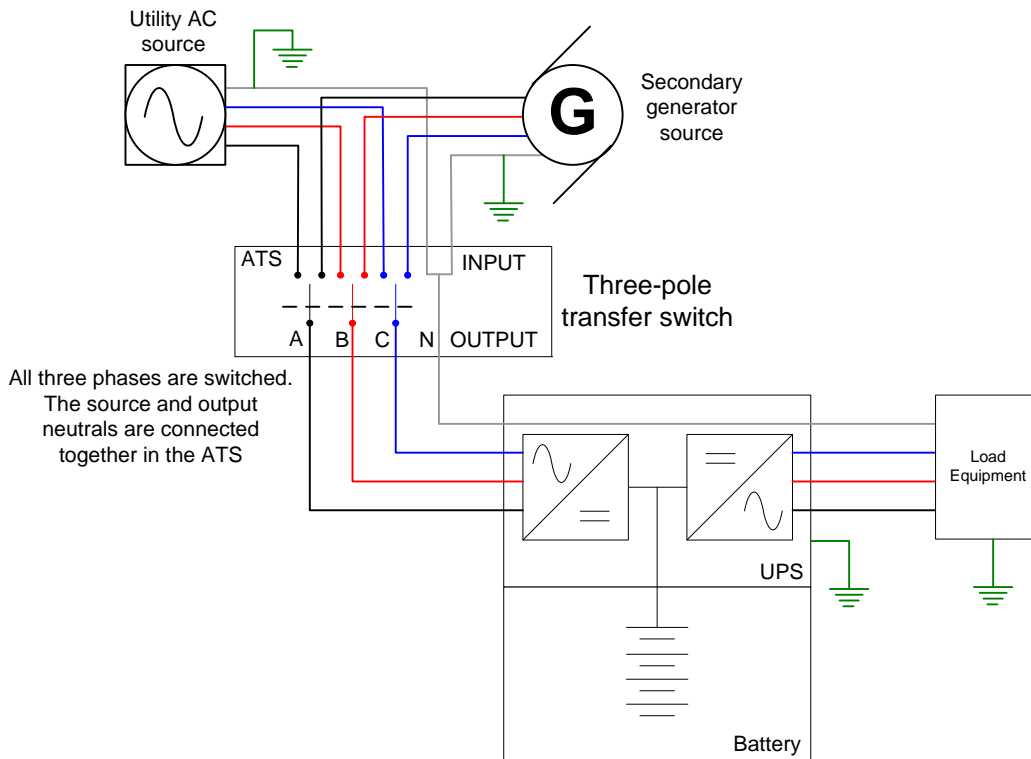 Utility AC
source
G
Secondary
generator
source
ATS
INPUT
Three-pole
transfer switch
A
B
C
N
OUTPUT
All three phases are switched.
The source and output
neutrals are connected
together in the ATS
Load
Equipment
UPS
Battery